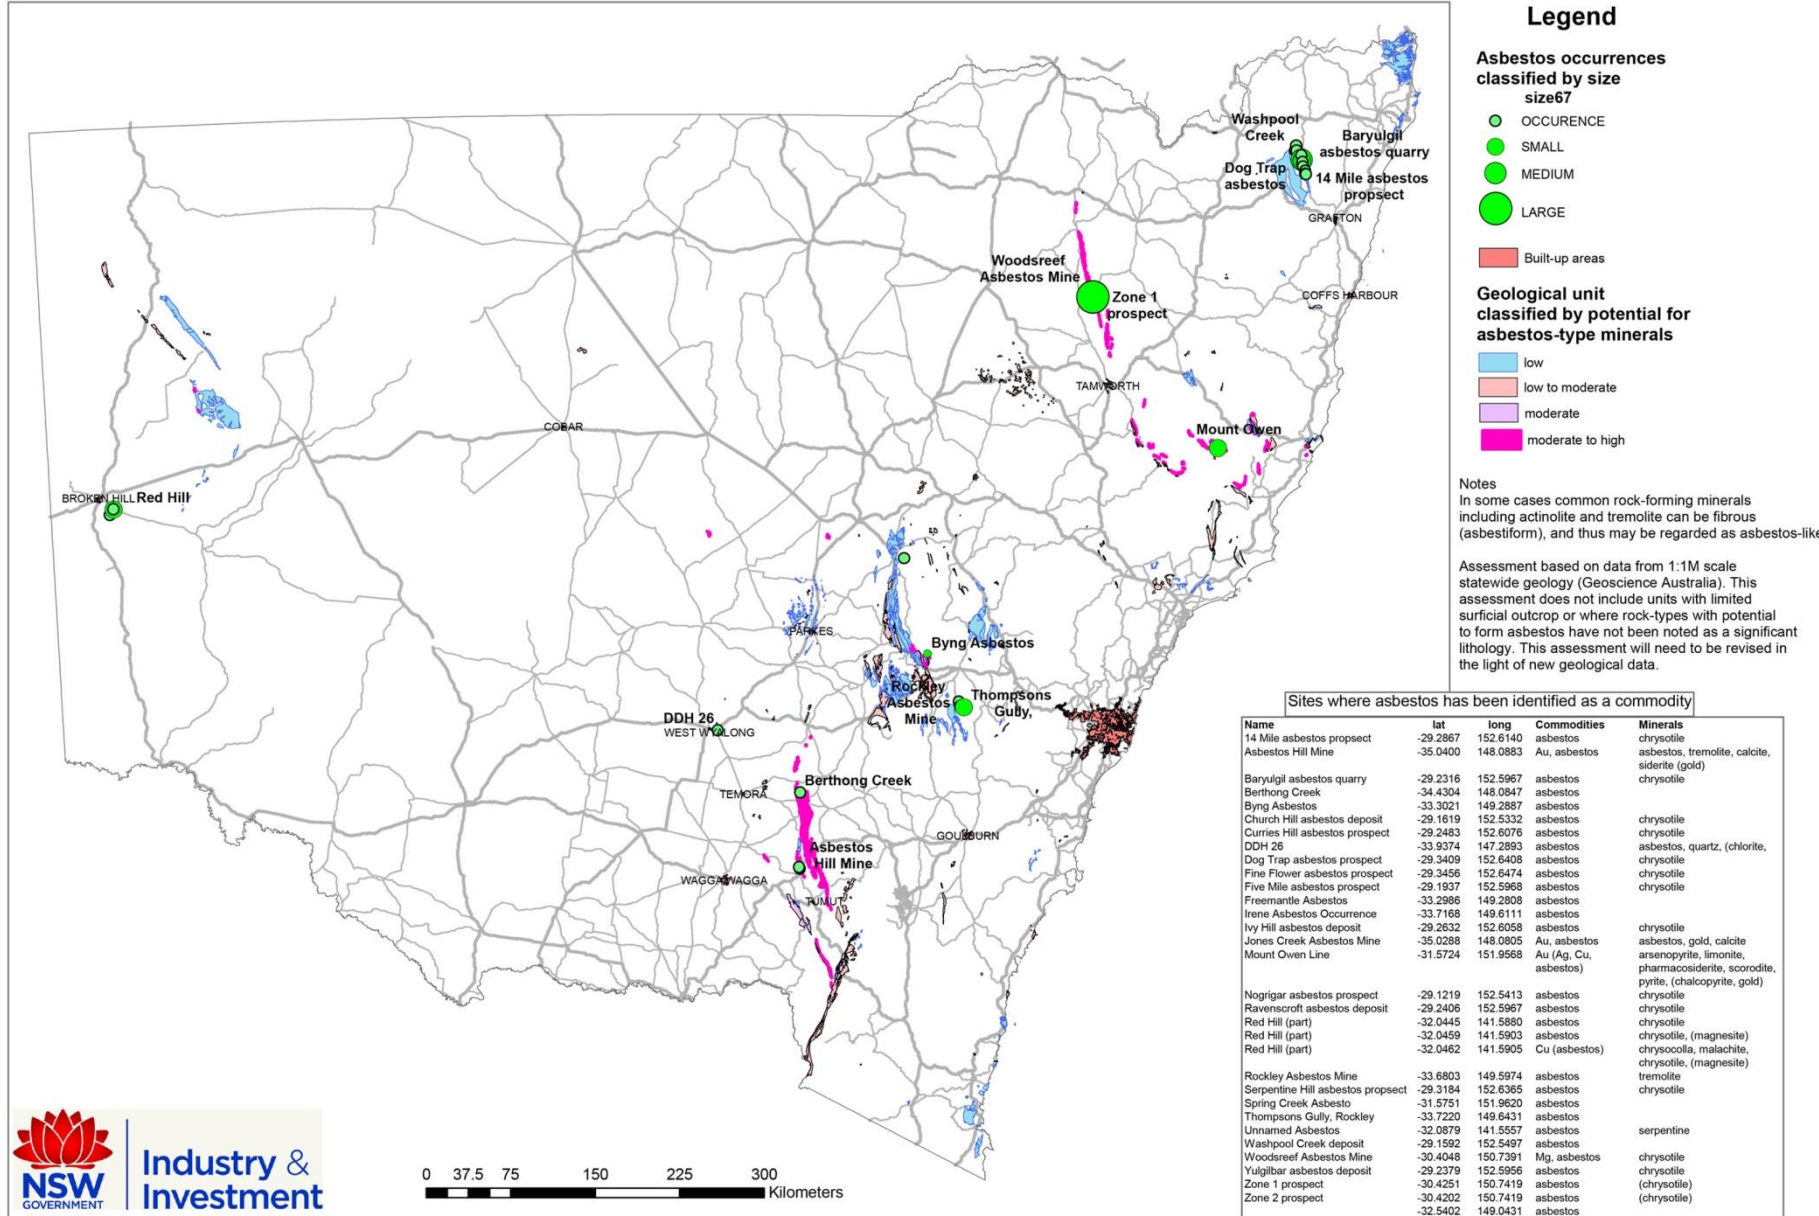 Legend
Asbestos occurrences
classified by size
size67
OCCURENCE
SMALL
MEDIUM
LARGE
Built-up areas
Geological unit
classified by potential for
asbestos-type minerals
low
low to moderate
moderate
moderate to high
Notes
In some cases common rock-forming minerals
including actinolite and tremolite can be fibrous
(asbestiform), and thus may be regarded as asbestos-like
Assessment based on data from 1:1M scale
statewide geology (Geoscience Australia). This
assessment does not include units with limited
surficial outcrop or where rock-types with potential
to form asbestos have not been noted as a significant
lithology. This assessment will need to be revised in
the light of new geological data.
Washpool
Creek
Baryulgil
asbestos quarry
Dog Trap
asbestos
14 Mile asbestos
propsect
GRAFTON
Woodsreef
Asbestos Mine
Zone 1
prospect
COFFS HARBOUR
TAMWORTH
COBAR
Mount Owen
BROKEN HILL
Red Hill
PARKES
Byng Asbestos
Rockley
Asbestos
Mine
Thompsons
Gully,
DDH 26
WEST WYALONG
Berthong Creek
TEMORA
GOULBURN
Asbestos
Hill Mine
WAGGA WAGGA
TUMUT
Sites where asbestos has been identified as a commodity
Name lat long Commodities Minerals
14 Mile asbestos propsect -29.2867 152.6140 asbestos chrysotile
Asbestos Hill Mine -35.0400 148.0883 Au, asbestos asbestos, tremolite, calcite,
siderite (gold)
Baryulgil asbestos quarry -29.2316 152.5967 asbestos chrysotile
Berthong Creek -34.4304 148.0847 asbestos
Byng Asbestos -33.3021 149.2887 asbestos
Church Hill asbestos deposit -29.1619 152.5332 asbestos chrysotile
Curries Hill asbestos prospect -29.2483 152.6076 asbestos chrysotile
DDH 26 -33.9374 147.2893 asbestos asbestos, quartz, (chlorite,
Dog Trap asbestos prospect -29.3409 152.6408 asbestos chrysotile
Fine Flower asbestos prospect -29.3456 152.6474 asbestos chrysotile
Five Mile asbestos prospect -29.1937 152.5968 asbestos chrysotile
Freemantle Asbestos -33.2986 149.2808 asbestos
Irene Asbestos Occurrence -33.7168 149.6111 asbestos
Ivy Hill asbestos deposit -29.2632 152.6058 asbestos chrysotile
Jones Creek Asbestos Mine -35.0288 148.0805 Au, asbestos asbestos, gold, calcite
Mount Owen Line -31.5724 151.9568 Au (Ag, Cu, arsenopyrite, limonite,
asbestos) pharmacosiderite, scorodite,
pyrite, (chalcopyrite, gold)
Nogrigar asbestos prospect -29.1219 152.5413 asbestos chrysotile
Ravenscroft asbestos deposit -29.2406 152.5967 asbestos chrysotile
Red Hill (part) -32.0445 141.5880 asbestos chrysotile
Red Hill (part) -32.0459 141.5903 asbestos chrysotile, (magnesite)
Red Hill (part) -32.0462 141.5905 Cu (asbestos) chrysocolla, malachite,
chrysotile, (magnesite)
Rockley Asbestos Mine -33.6803 149.5974 asbestos tremolite
Serpentine Hill asbestos propsect -29.3184 152.6365 asbestos chrysotile
Spring Creek Asbesto -31.5751 151.9620 asbestos
Thompsons Gully, Rockley -33.7220 149.6431 asbestos
Unnamed Asbestos -32.0879 141.5557 asbestos serpentine
Washpool Creek deposit -29.1592 152.5497 asbestos
Woodsreef Asbestos Mine -30.4048 150.7391 Mg, asbestos chrysotile
Yulgilbar asbestos deposit -29.2379 152.5956 asbestos chrysotile
Zone 1 prospect -30.4251 150.7419 asbestos (chrysotile)
Zone 2 prospect -30.4202 150.7419 asbestos (chrysotile)
-32.5402 149.0431 asbestos
NSW
GOVERNMENT
Industry &
Investment
0 37.5 75 150 225 300
Kilometers